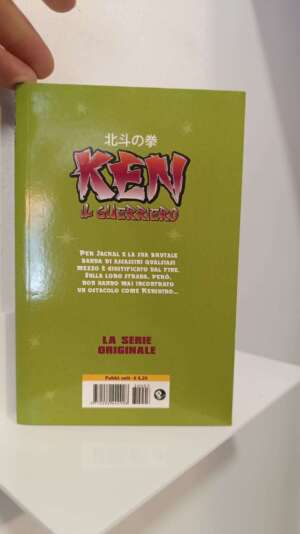 北斗の拳
KEN
IL GUERRIERO
PER JACKAL E LA SUA BRUTALE
BANDA DI ASSASSINI QUALSIASI
MEZZO È GIUSTIFICATO DAL FINE.
SULLA LORO STRADA, PERÒ,
NON HANNO MAI INCONTRATO
UN OSTACOLO COME KENSHIRO...
LA SERIE
ORIGINALE